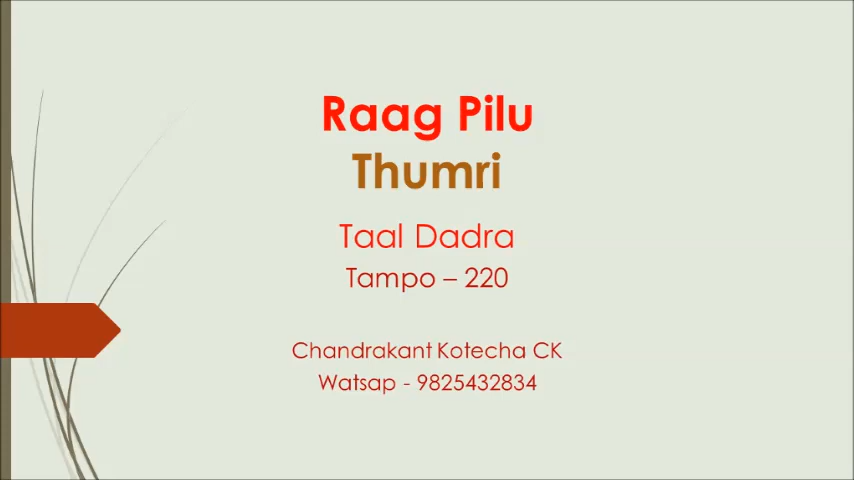 Raag Pilu
Thumri
Taal Dadra
Tampo – 220
Chandrakant Kotecha CK
Watsap - 9825432834